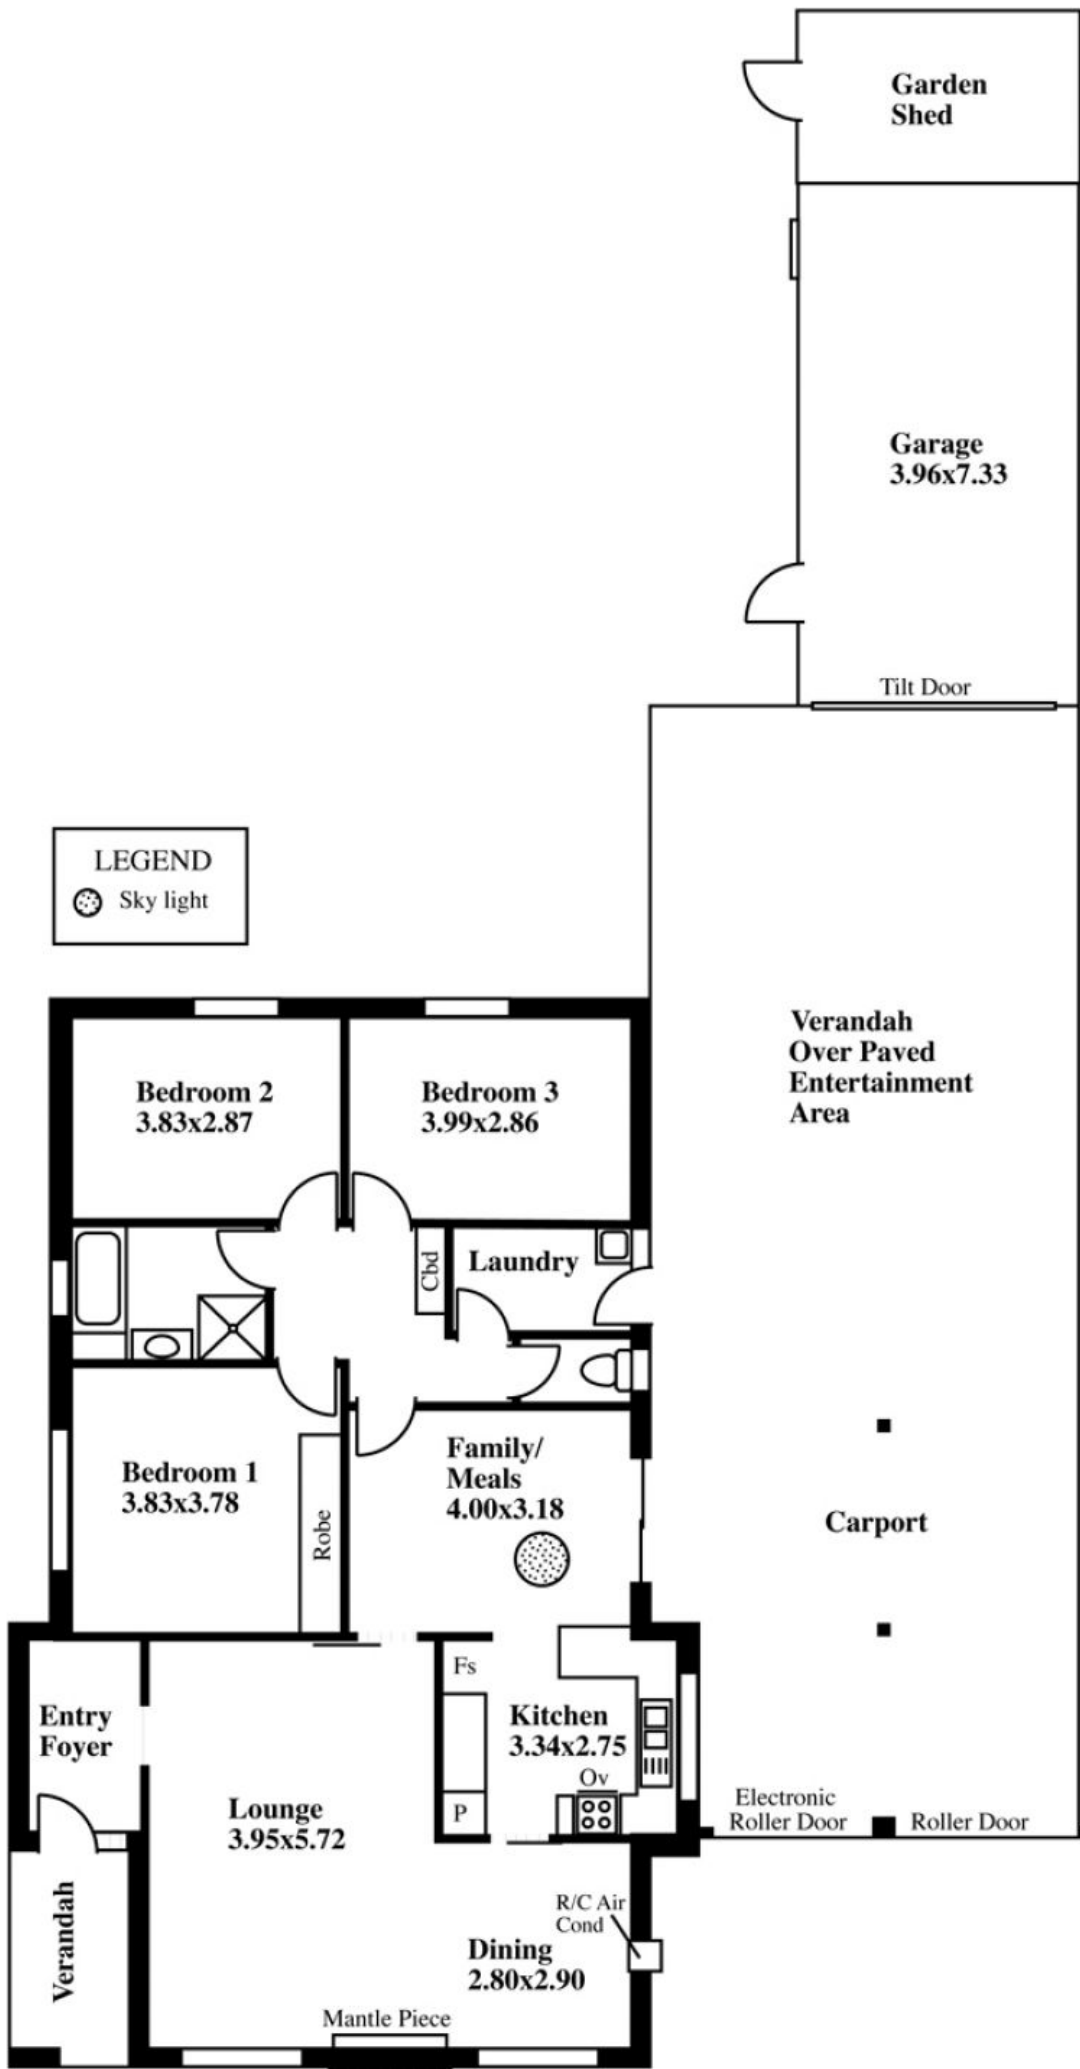 Garden
Shed
Garage
3.96x7.33
Tilt Door
LEGEND
Sky light
Verandah
Over Paved
Entertainment
Area
Bedroom 2
3.83x2.87
Bedroom 3
3.99x2.86
Cbd
Laundry
Bedroom 1
3.83x3.78
Robe
Family/
Meals
4.00x3.18
Carport
Entry
Foyer
Fs
Kitchen
3.34x2.75
Ov
P
Lounge
3.95x5.72
Electronic
Roller Door
Roller Door
Verandah
R/C Air
Cond
Dining
2.80x2.90
Mantle Piece